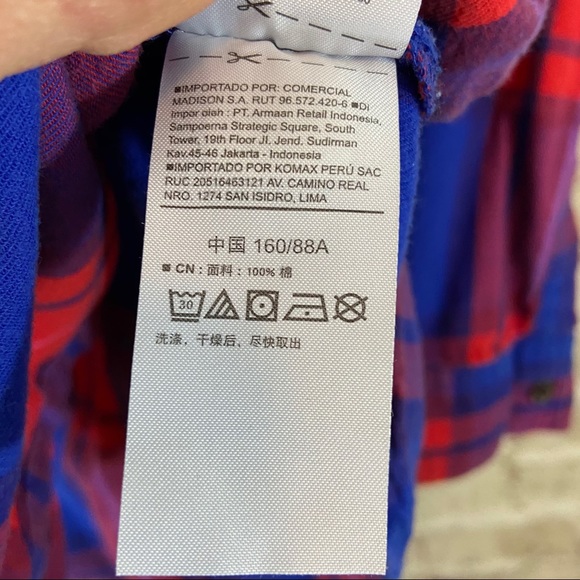 ■IMPORTADO POR: COMERCIAL
MADISON S.A. RUT 96.572.420-6 ■Di
Impor oleh : PT. Armaan Retail Indonesia,
Sampoerna Strategic Square, South
Tower, 19th Floor Jl. Jend. Sudirman
Kav.45-46 Jakarta - Indonesia
■IMPORTADO POR KOMAX PERÚ SAC
RUC 20516463121 AV. CAMINO REAL
NRO. 1274 SAN ISIDRO, LIMA
中国 160/88A
■ CN : 面料 : 100% 棉
30
洗涤，干燥后，尽快取出